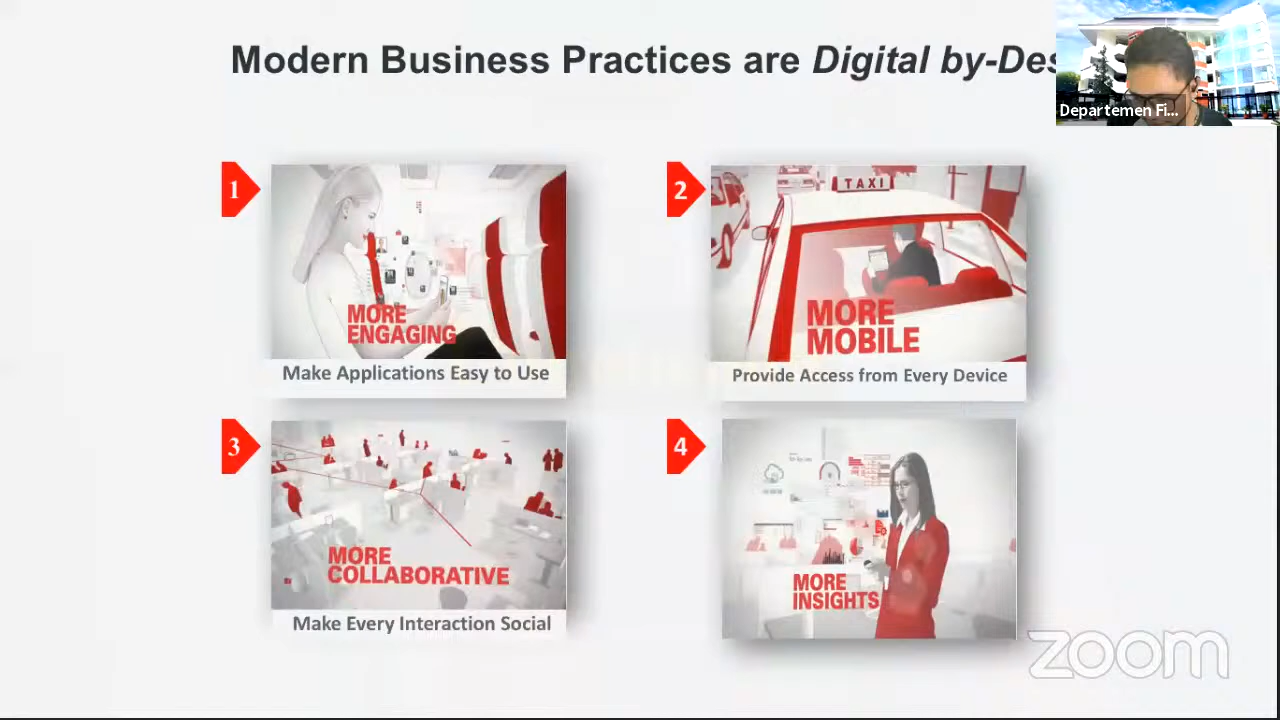 Modern Business Practices are Digital by-Des
Departemen Fi...
1
TAXI
2
MORE
ENGAGING
Make Applications Easy to Use
MORE
MOBILE
Provide Access from Every Device
3
MORE
COLLABORATIVE
Make Every Interaction Social
4
MORE
INSIGHTS
zoom